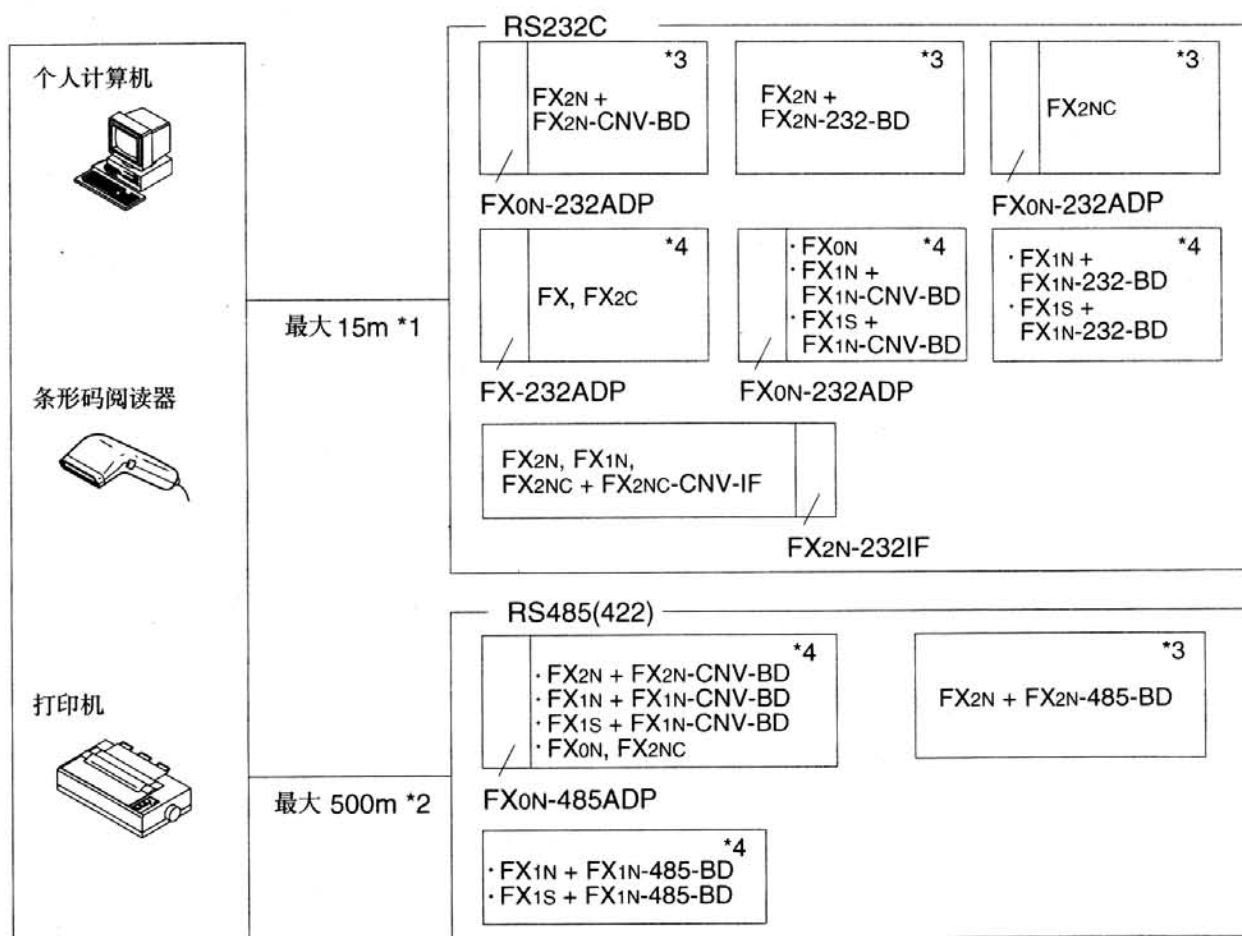 个人计算机
条形码阅读器
打印机
最大 15m *1
最大 500m *2
RS232C
*3
FX2N +
FX2N-CNV-BD
FX0N-232ADP
*3
FX2N +
FX2N-232-BD
*3
FX2NC
FX0N-232ADP
*4
FX, FX2C
FX-232ADP
*4
· FX0N
· FX1N +
FX1N-CNV-BD
· FX1S +
FX1N-CNV-BD
FX0N-232ADP
*4
· FX1N +
FX1N-232-BD
· FX1S +
FX1N-232-BD
FX2N, FX1N,
FX2NC + FX2NC-CNV-IF
FX2N-232IF
RS485(422)
*4
· FX2N + FX2N-CNV-BD
· FX1N + FX1N-CNV-BD
· FX1S + FX1N-CNV-BD
· FX0N, FX2NC
FX0N-485ADP
*3
FX2N + FX2N-485-BD
*4
· FX1N + FX1N-485-BD
· FX1S + FX1N-485-BD